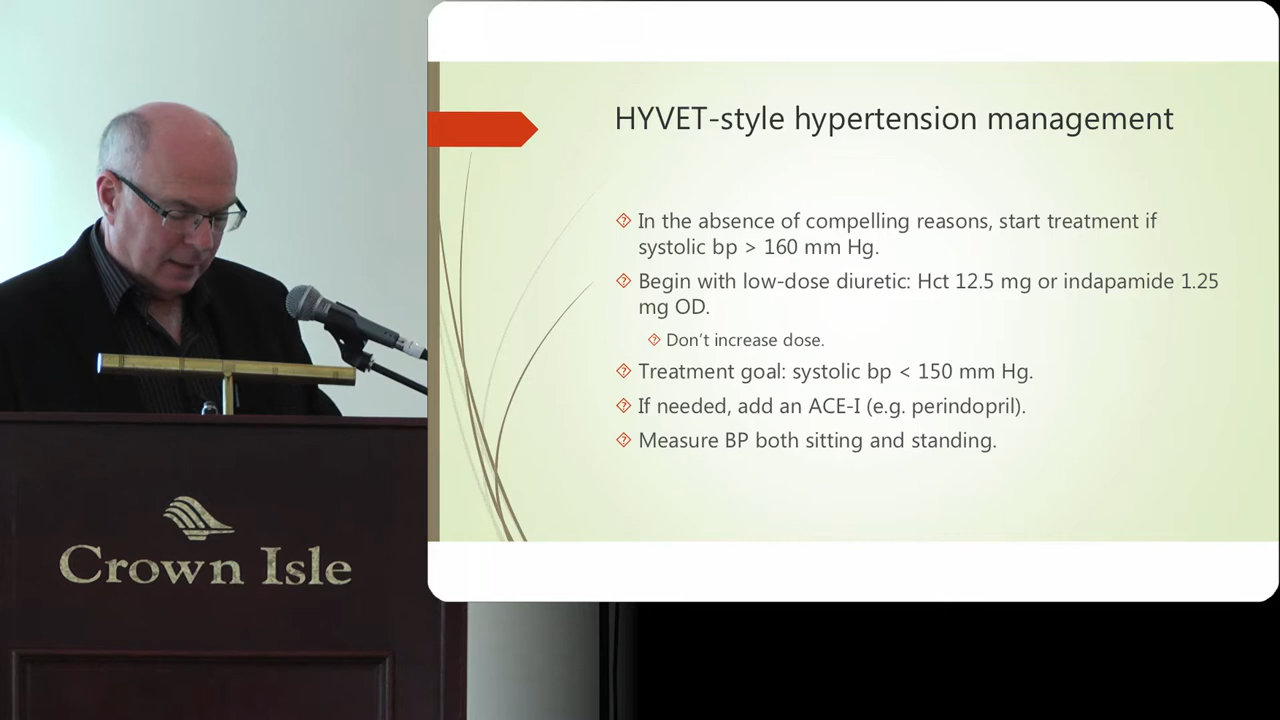 HYVET-style hypertension management
In the absence of compelling reasons, start treatment if
systolic bp > 160 mm Hg.
Begin with low-dose diuretic: Hct 12.5 mg or indapamide 1.25
mg OD.
Don't increase dose.
Treatment goal: systolic bp < 150 mm Hg.
If needed, add an ACE-I (e.g. perindopril).
Measure BP both sitting and standing.
Crown Isle